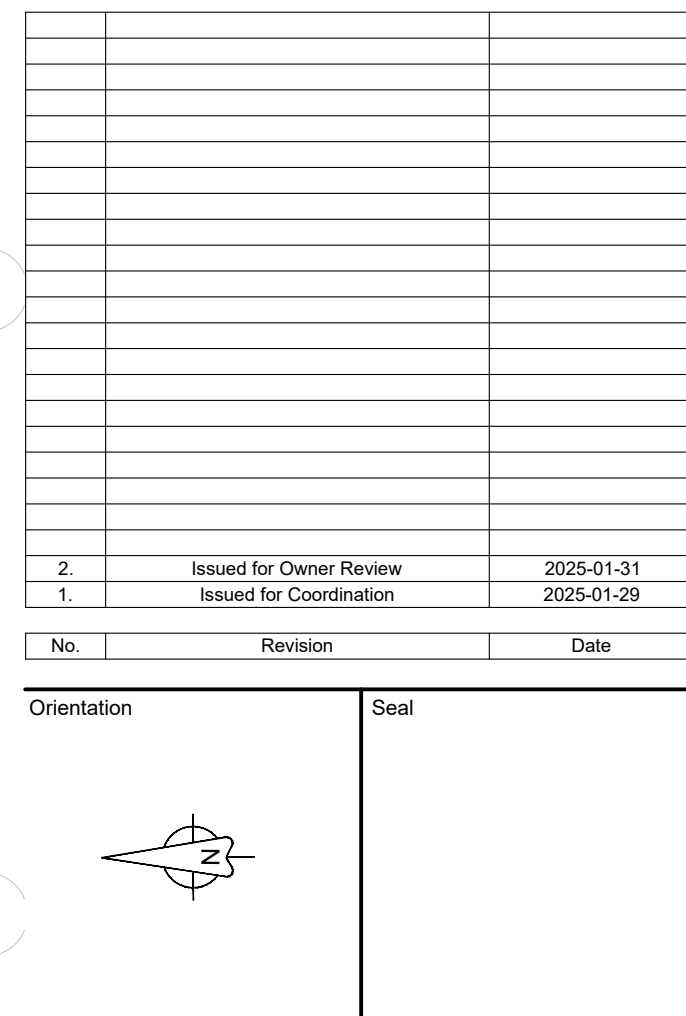 2. Issued for Owner Review 2025-01-31
1. Issued for Coordination 2025-01-29
No. Revision Date
Orientation Seal
N